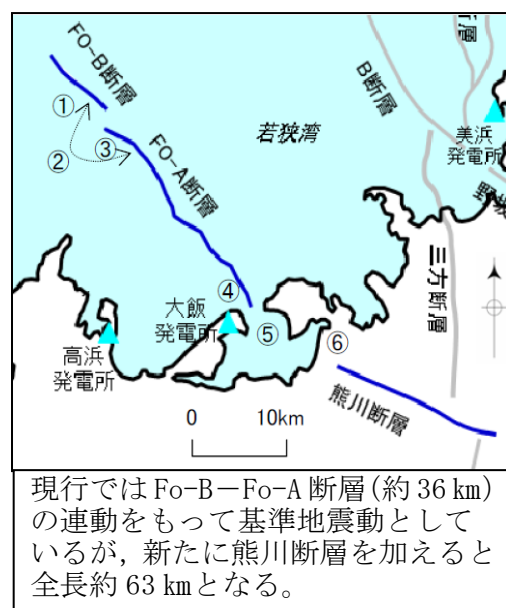 FO-B断層
①
②
③
FO-A断層
若狭湾
B断層
美浜
発電所
三方断層
④
大飯
発電所
⑤
⑥
高浜
発電所
熊川断層
0 10km
現行ではFo-B−Fo-A断層(約36㎞)
の連動をもって基準地震動として
いるが，新たに熊川断層を加えると
全長約63㎞となる。